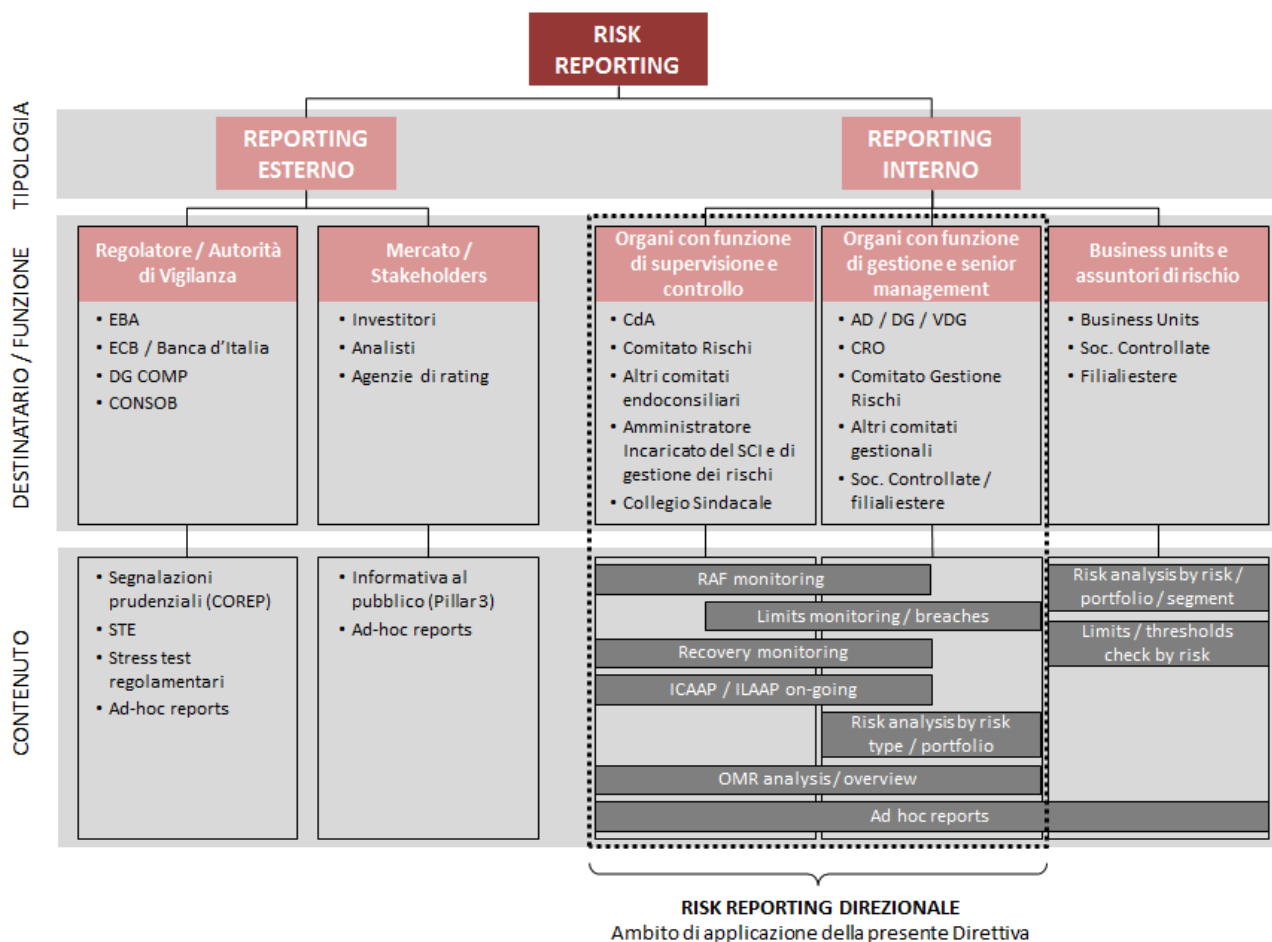 RISK
REPORTING
TIPOLOGIA
REPORTING
ESTERNO
REPORTING
INTERNO
DESTINATARIO / FUNZIONE
Regolatore / Autorità
di Vigilanza
• EBA
• ECB / Banca d'Italia
• DG COMP
• CONSOB
Mercato /
Stakeholders
• Investitori
• Analisti
• Agenzie di rating
Organi con funzione
di supervisione e
controllo
• CdA
• Comitato Rischi
• Altri comitati
endoconsiliari
• Amministratore
Incaricato del SCI e di
gestione dei rischi
• Collegio Sindacale
Organi con funzione
di gestione e senior
management
• AD / DG / VDG
• CRO
• Comitato Gestione
Rischi
• Altri comitati
gestionali
• Soc. Controllate /
filiali estere
Business units e
assuntori di rischio
• Business Units
• Soc. Controllate
• Filiali estere
CONTENUTO
• Segnalazioni
prudenziali (COREP)
• STE
• Stress test
regolamentari
• Ad-hoc reports
• Informativa al
pubblico (Pillar 3)
• Ad-hoc reports
RAF monitoring
Limits monitoring / breaches
Recovery monitoring
ICAAP / ILAAP on-going
Risk analysis by risk
type / portfolio
OMR analysis / overview
Ad hoc reports
Risk analysis by risk /
portfolio / segment
Limits / thresholds
check by risk
RISK REPORTING DIREZIONALE
Ambito di applicazione della presente Direttiva